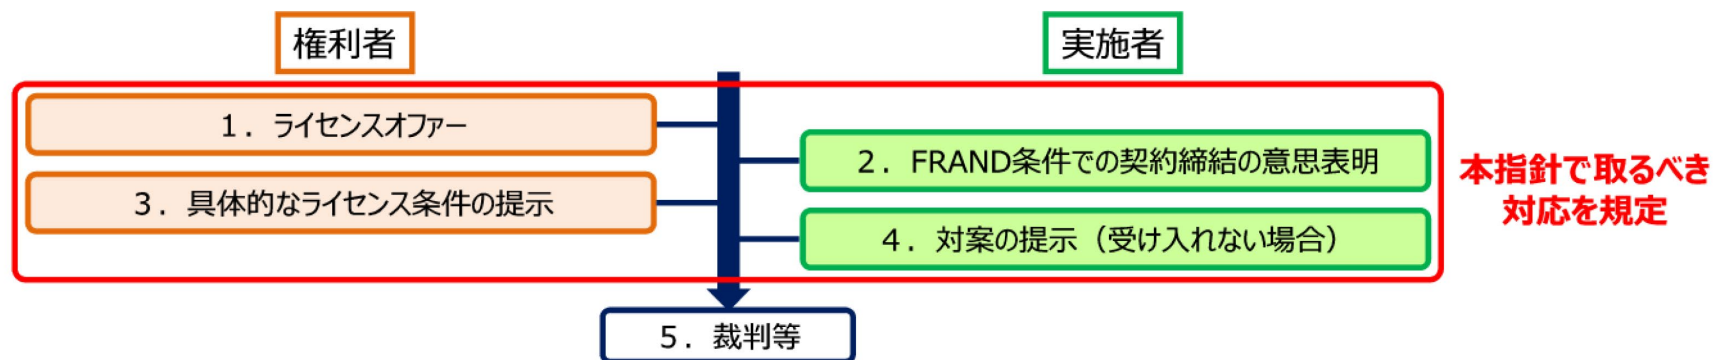 権利者
実施者
1．ライセンスオファー
2．FRAND条件での契約締結の意思表明
3．具体的なライセンス条件の提示
4．対案の提示（受け入れない場合）
本指針で取るべき
対応を規定
5．裁判等